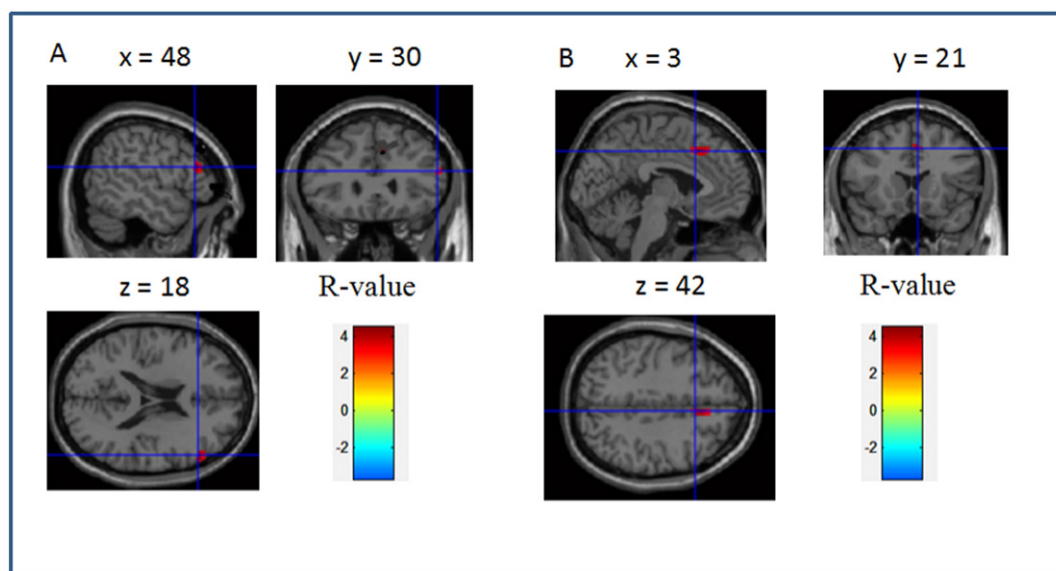 A
x = 48
y = 30
z = 18
R-value
4
2
0
-2
B
x = 3
y = 21
z = 42
R-value
4
2
0
-2